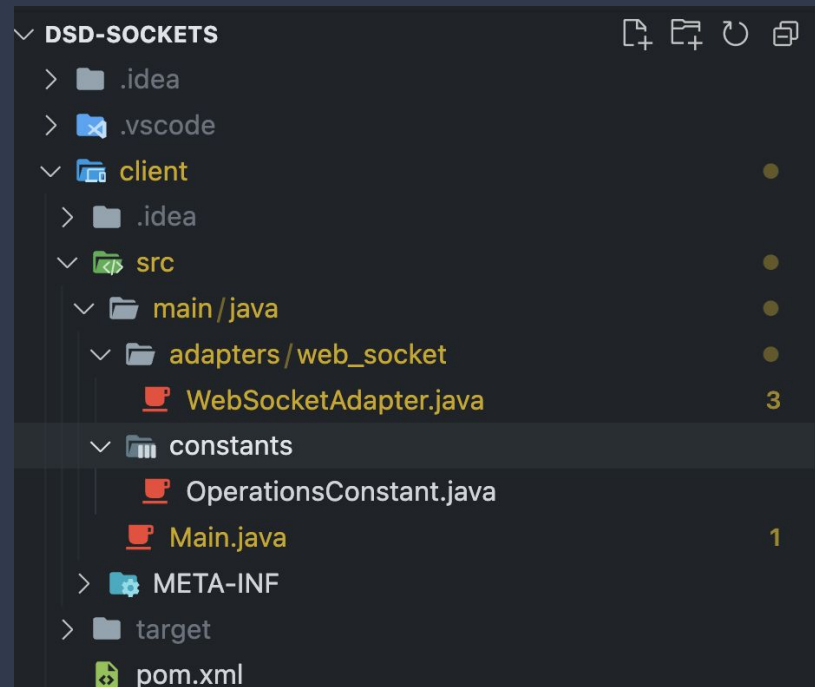 DSD-SOCKETS
.idea
.vscode
client
.idea
src
main/java
adapters/web_socket
WebSocketAdapter.java 3
constants
OperationsConstant.java
Main.java 1
META-INF
target
pom.xml